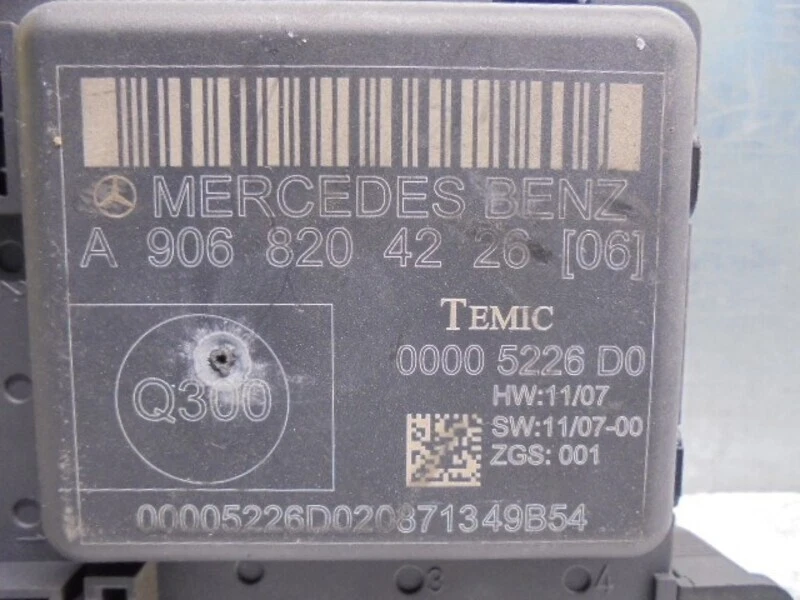 MERCEDES BENZ
A 906 820 42 26 [06]
TEMIC
0000 5226 D0
Q300
HW:11/07
SW:11/07-00
ZGS: 001
00005226D020871349B54
3
4